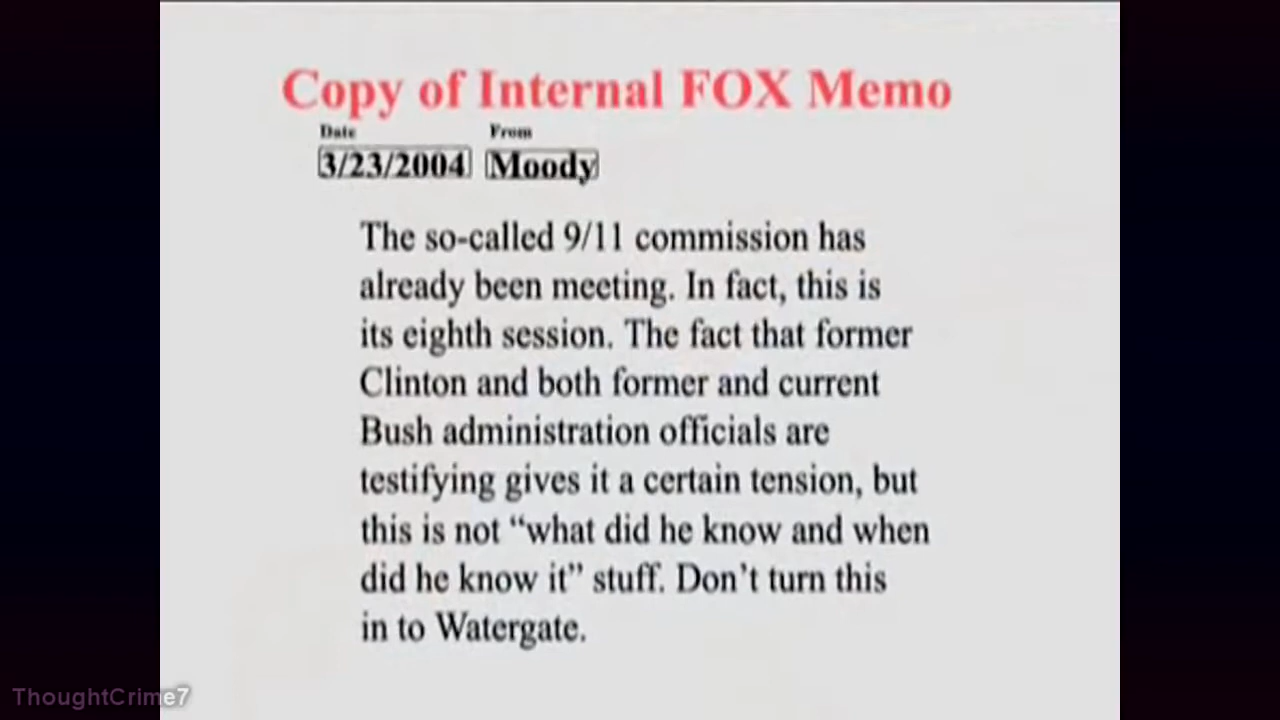 Copy of Internal FOX Memo
Date From
3/23/2004 Moody
The so-called 9/11 commission has
already been meeting. In fact, this is
its eighth session. The fact that former
Clinton and both former and current
Bush administration officials are
testifying gives it a certain tension, but
this is not “what did he know and when
did he know it” stuff. Don’t turn this
in to Watergate.
ThoughtCrime7